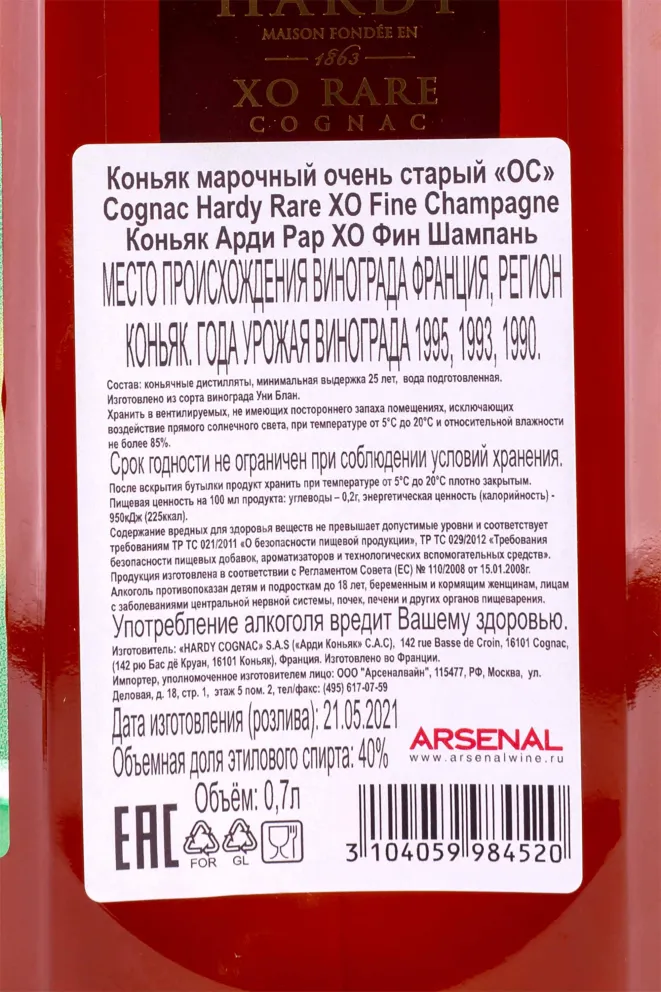 HARDY
MAISON FONDÉE EN
1863
XO RARE
COGNAC
Коньяк марочный очень старый «ОС»
Cognac Hardy Rare XO Fine Champagne
Коньяк Арди Рар ХО Фин Шампань
МЕСТО ПРОИСХОЖДЕНИЯ ВИНОГРАДА ФРАНЦИЯ, РЕГИОН
КОНЬЯК. ГОДА УРОЖАЯ ВИНОГРАДА 1995, 1993, 1990.
Состав: коньячные дистилляты, минимальная выдержка 25 лет, вода подготовленная.
Изготовлено из сорта винограда Уни Блан.
Хранить в вентилируемых, не имеющих постороннего запаха помещениях, исключающих
воздействие прямого солнечного света, при температуре от 5°С до 20°С и относительной влажности
не более 85%.
Срок годности не ограничен при соблюдении условий хранения.
После вскрытия бутылки продукт хранить при температуре от 5°С до 20°С плотно закрытым.
Пищевая ценность на 100 мл продукта: углеводы – 0,2г, энергетическая ценность (калорийность) -
950кДж (225ккал).
Содержание вредных для здоровья веществ не превышает допустимые уровни и соответствует
требованиям ТР ТС 021/2011 «О безопасности пищевой продукции», ТР ТС 029/2012 «Требования
безопасности пищевых добавок, ароматизаторов и технологических вспомогательных средств».
Продукция изготовлена в соответствии с Регламентом Совета (ЕС) № 110/2008 от 15.01.2008г.
Алкоголь противопоказан детям и подросткам до 18 лет, беременным и кормящим женщинам, лицам
с заболеваниями центральной нервной системы, почек, печени и других органов пищеварения.
Употребление алкоголя вредит Вашему здоровью.
Изготовитель: «HARDY COGNAC» S.A.S («Арди Коньяк» С.А.С), 142 rue Basse de Croin, 16101 Cognac,
(142 рю Бас дё Круан, 16101 Коньяк). Франция. Изготовлено во Франции.
Импортер, уполномоченное изготовителем лицо: ООО "Арсеналвайн", 115477, РФ, Москва, ул.
Деловая, д. 18, стр. 1, этаж 5 пом. 2, тел/факс: (495) 617-07-59
Дата изготовления (розлива): 21.05.2021
Объемная доля этилового спирта: 40%
ARSENAL
www.arsenalwine.ru
Объём: 0,7л
EAC
FOR
GL
3 104059 984520